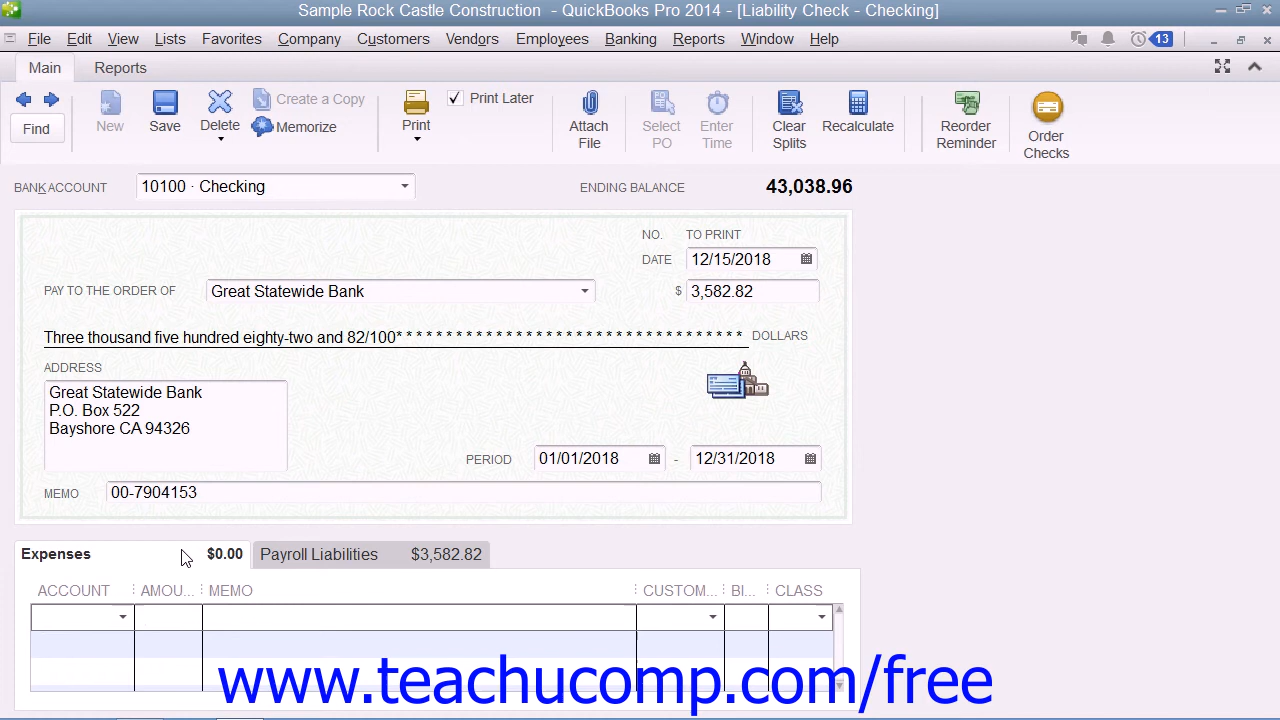 Sample Rock Castle Construction - QuickBooks Pro 2014 - [Liability Check - Checking]
File Edit View Lists Favorites Company Customers Vendors Employees Banking Reports Window Help 13
Main Reports
Find New Save Delete Create a Copy Memorize Print Print Later Attach File Select PO Enter Time Clear Splits Recalculate Reorder Reminder Order Checks
BANK ACCOUNT 10100 · Checking ENDING BALANCE 43,038.96
NO. TO PRINT
DATE 12/15/2018
PAY TO THE ORDER OF Great Statewide Bank $ 3,582.82
Three thousand five hundred eighty-two and 82/100* * * * * * * * * * * * * * * * * * * * * * * * * * * * * * * * DOLLARS
ADDRESS
Great Statewide Bank
P.O. Box 522
Bayshore CA 94326
PERIOD 01/01/2018 - 12/31/2018
MEMO 00-7904153
Expenses $0.00 Payroll Liabilities $3,582.82
ACCOUNT AMOU... MEMO CUSTOM... BI... CLASS
www.teachucomp.com/free